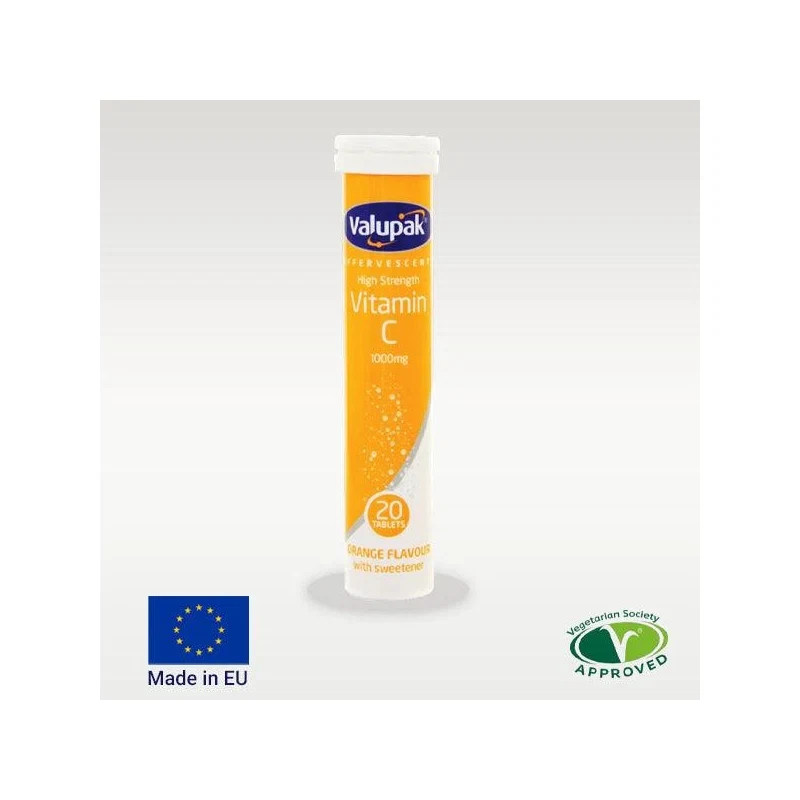 Valupak®
EFFERVESCENT
High Strength
Vitamin
C
1000mg
20
TABLETS
ORANGE FLAVOUR
with sweetener
Made in EU
Vegetarian Society
V®
APPROVED